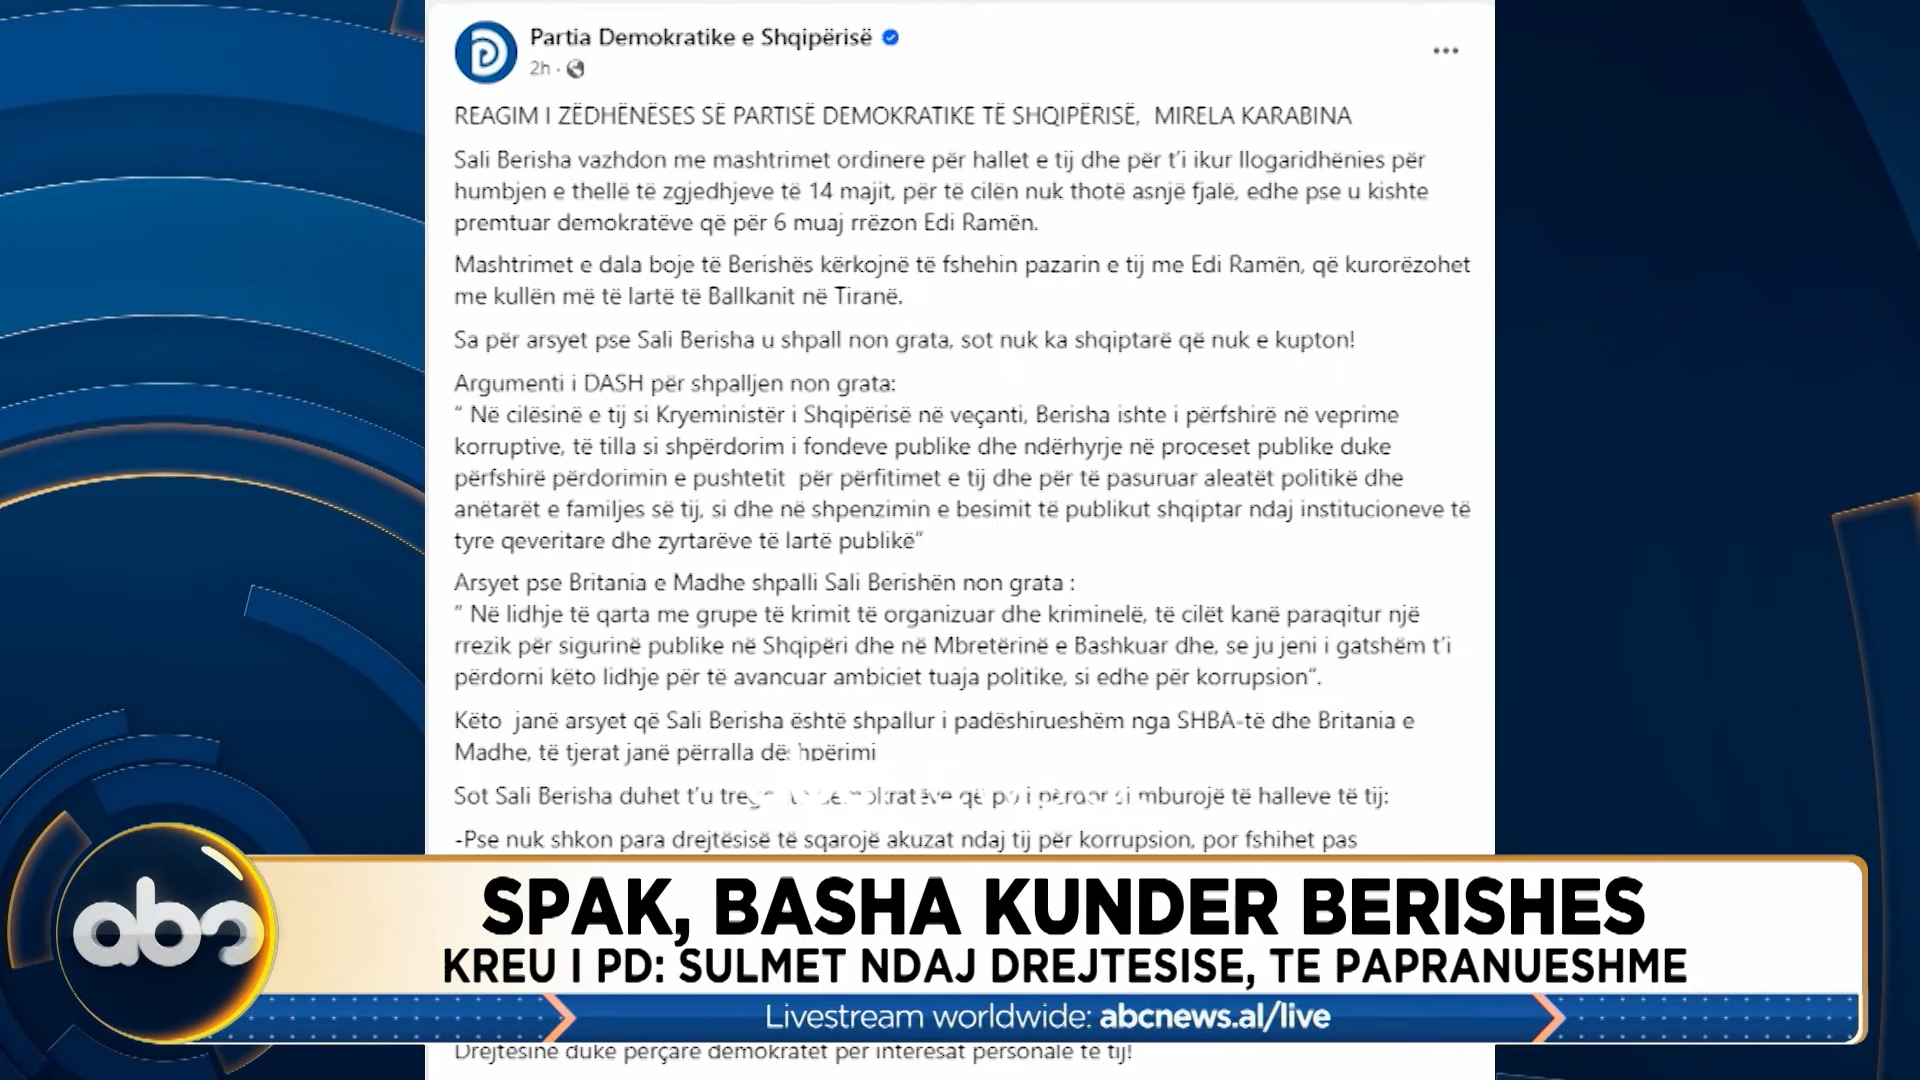 Partia Demokratike e Shqipërisë
2h ·
REAGIM I ZËDHËNËSES SË PARTISË DEMOKRATIKE TË SHQIPËRISË, MIRELA KARABINA
Sali Berisha vazhdon me mashtrimet ordinere për hallet e tij dhe për t'i ikur llogaridhënies për
humbjen e thellë të zgjedhjeve të 14 majit, për të cilën nuk thotë asnjë fjalë, edhe pse u kishte
premtuar demokratëve që për 6 muaj rrëzon Edi Ramën.
Mashtrimet e dala boje të Berishës kërkojnë të fshehin pazarin e tij me Edi Ramën, që kurorëzohet
me kullën më të lartë të Ballkanit në Tiranë.
Sa për arsyet pse Sali Berisha u shpall non grata, sot nuk ka shqiptarë që nuk e kupton!
Argumenti i DASH për shpalljen non grata:
" Në cilësinë e tij si Kryeministër i Shqipërisë në veçanti, Berisha ishte i përfshirë në veprime
korruptive, të tilla si shpërdorim i fondeve publike dhe ndërhyrje në proceset publike duke
përfshirë përdorimin e pushtetit  për përfitimet e tij dhe për të pasuruar aleatët politikë dhe
anëtarët e familjes së tij, si dhe në shpenzimin e besimit të publikut shqiptar ndaj institucioneve të
tyre qeveritare dhe zyrtarëve të lartë publikë"
Arsyet pse Britania e Madhe shpalli Sali Berishën non grata :
" Në lidhje të qarta me grupe të krimit të organizuar dhe kriminelë, të cilët kanë paraqitur një
rrezik për sigurinë publike në Shqipëri dhe në Mbretërinë e Bashkuar dhe, se ju jeni i gatshëm t'i
përdorni këto lidhje për të avancuar ambiciet tuaja politike, si edhe për korrupsion".
Këto  janë arsyet që Sali Berisha është shpallur i padëshirueshëm nga SHBA-të dhe Britania e
Madhe, të tjerat janë përralla
Sot Sali Berisha duhet t'u që po i përdor si mburojë të halleve të tij:
-Pse nuk shkon para drejtësisë të sqarojë akuzat ndaj tij për korrupsion, por fshihet pas
SPAK, BASHA KUNDER BERISHES
KREU I PD: SULMET NDAJ DREJTESISE, TE PAPRANUESHME
abc
Livestream worldwide: abcnews.al/live
Drejtësinë duke përçarë demokratët për interesat personale të tij!